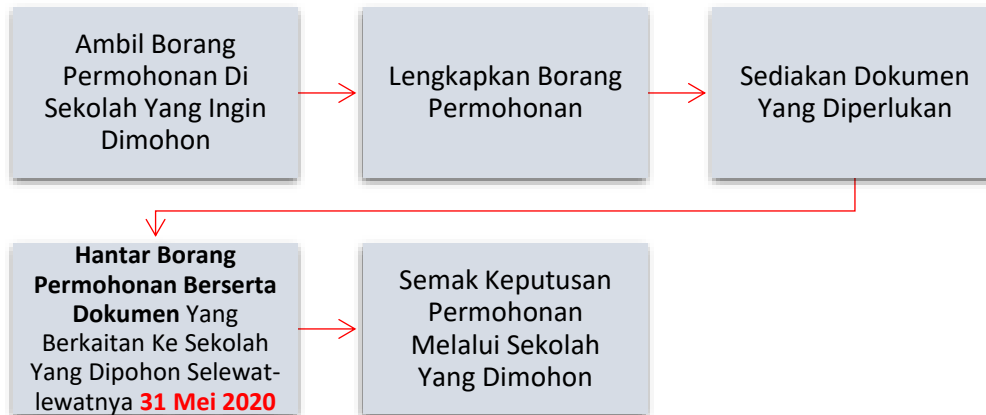 Ambil Borang
Permohonan Di
Sekolah Yang Ingin
Dimohon
Lengkapkan Borang
Permohonan
Sediakan Dokumen
Yang Diperlukan
Hantar Borang
Permohonan Berserta
Dokumen Yang
Berkaitan Ke Sekolah
Yang Dipohon Selewat-
lewatnya 31 Mei 2020
Semak Keputusan
Permohonan
Melalui Sekolah
Yang Dimohon